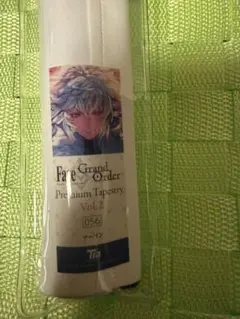 Fate Grand Order
Premium Tapestry
Vol. 2
056